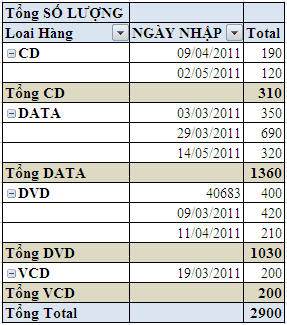 Tổng SỐ LƯỢNG
Loai Hàng NGÀY NHẬP Total
CD 09/04/2011 190
02/05/2011 120
Tổng CD 310
DATA 03/03/2011 350
29/03/2011 690
14/05/2011 320
Tổng DATA 1360
DVD 40683 400
09/03/2011 420
11/04/2011 210
Tổng DVD 1030
VCD 19/03/2011 200
Tổng VCD 200
Tổng Total 2900